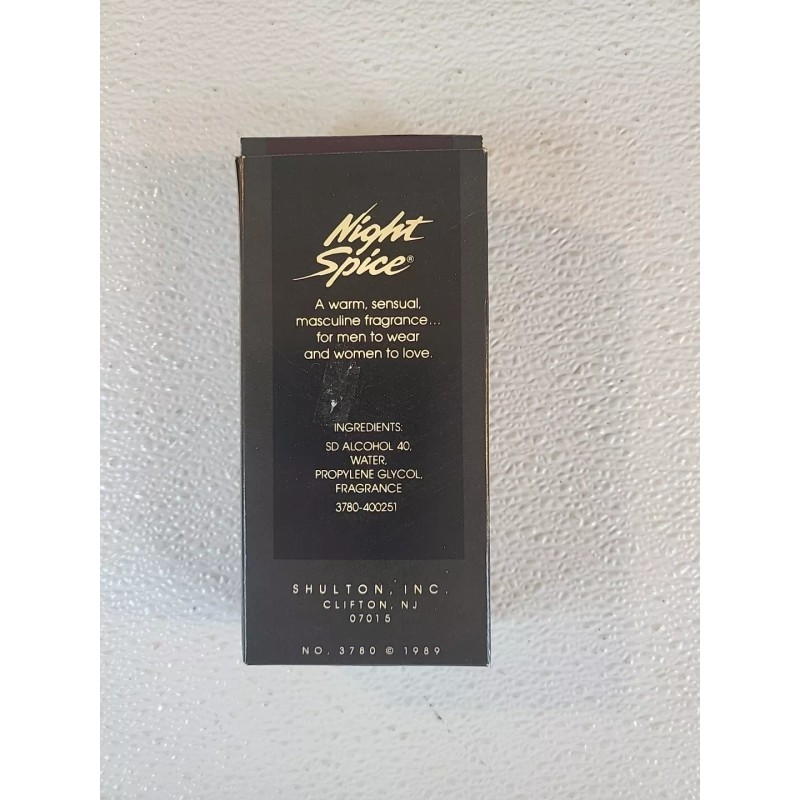 Night
Spice®
A warm, sensual,
masculine fragrance...
for men to wear
and women to love.
INGREDIENTS:
SD ALCOHOL 40,
WATER,
PROPYLENE GLYCOL,
FRAGRANCE
3780-400251
SHULTON, INC.
CLIFTON, NJ
07015
NO. 3780 © 1989